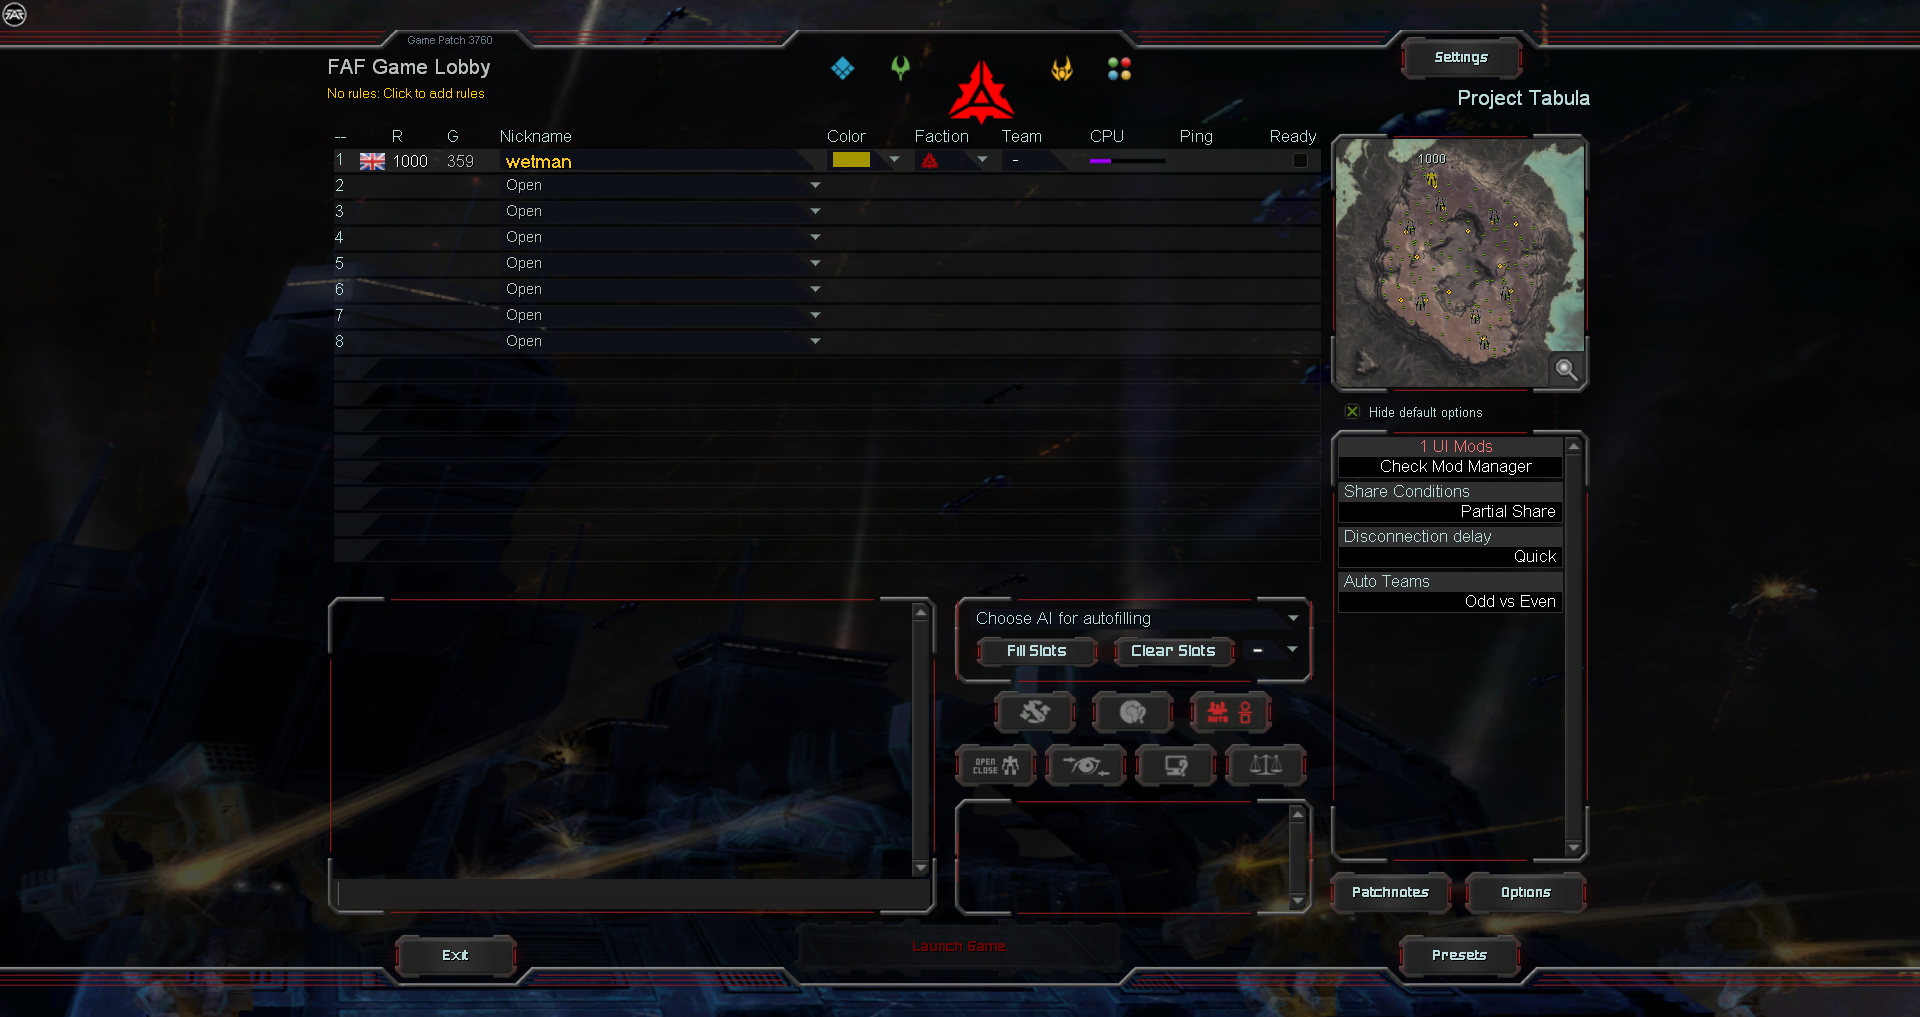 FAF
Game Patch 3760
FAF Game Lobby
No rules: Click to add rules
Settings
Project Tabula
-- R G Nickname Color Faction Team CPU Ping Ready
1 1000 359 wetman -
2 Open
3 Open
4 Open
5 Open
6 Open
7 Open
8 Open
1000
Hide default options
1 UI Mods
Check Mod Manager
Share Conditions
Partial Share
Disconnection delay
Quick
Auto Teams
Odd vs Even
Choose AI for autofilling
Fill Slots Clear Slots -
AUTO
OPEN
CLOSE
Patchnotes Options
Exit Launch Game Presets